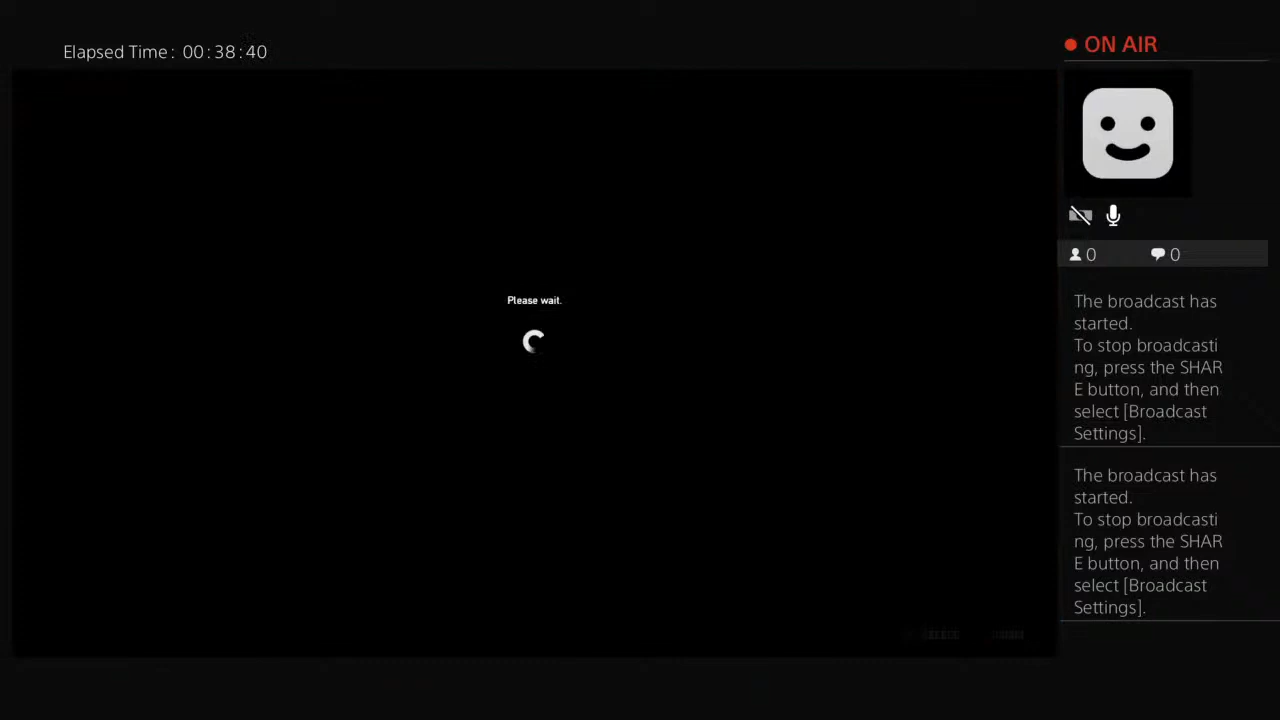 Elapsed Time: 00:38:40
ON AIR
0 0
Please wait.
The broadcast has
started.
To stop broadcasti
ng, press the SHAR
E button, and then
select [Broadcast
Settings].
The broadcast has
started.
To stop broadcasti
ng, press the SHAR
E button, and then
select [Broadcast
Settings].